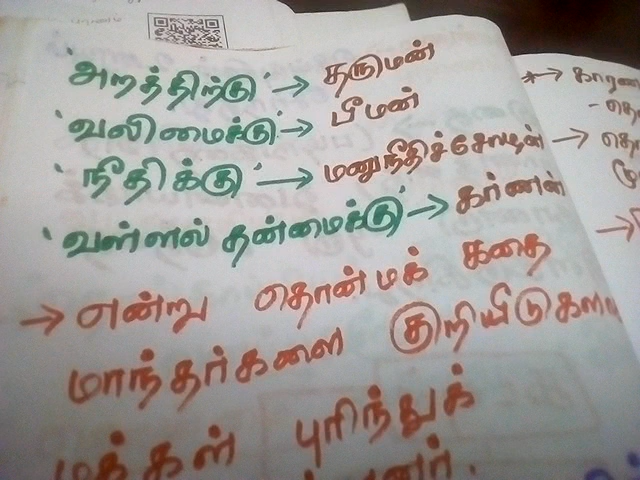 'அறத்திற்கு' → தருமன்
'வலிமைக்கு' → பீமன்
'நீதிக்கு' → மனுநீதிச்சோழன்
'வள்ளல் தன்மைக்கு' → கர்ணன்
→ என்று தொன்மக் கதை
மாந்தர்களை குறியீடுகளா
மக்கள் புரிந்துக்